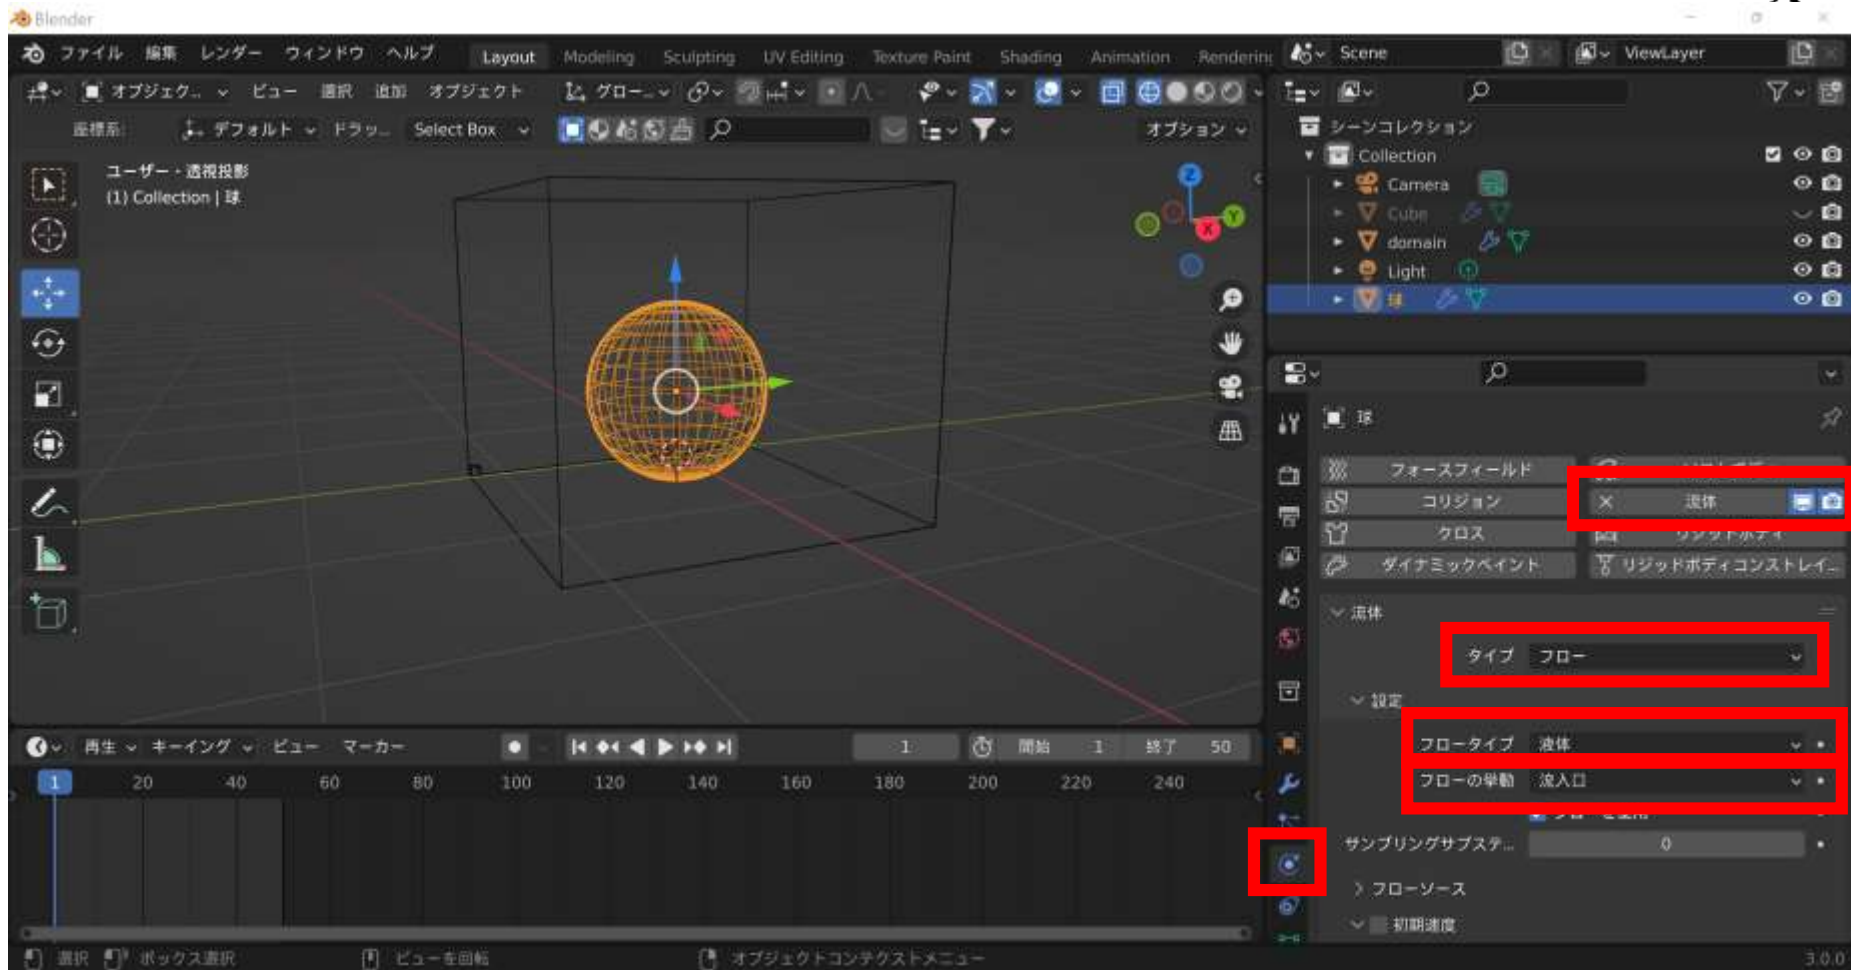 Blender
ファイル 編集 レンダー ウィンドウ ヘルプ Layout Modeling Sculpting UV Editing Texture Paint Shading Animation Rendering Scene ViewLayer
オブジェク... ビュー 選択 追加 オブジェクト グロー...
座標系: デフォルト ドラッ... Select Box オプション
ユーザー・透視投影
(1) Collection | 球
Z
Y
X
シーンコレクション
Collection
Camera
Cube
domain
Light
球
球
フォースフィールド
コリジョン 流体
クロス リジッドボディ
ダイナミックペイント リジッドボディコンストレイ...
流体
タイプ フロー
設定
フロータイプ 液体
フローの挙動 流入口
サンプリングサブステ... 0
フローソース
初期速度
再生 キーイング ビュー マーカー 1 開始 1 終了 50
1 20 40 60 80 100 120 140 160 180 200 220 240
選択 ボックス選択 ビューを回転 オブジェクトコンテクストメニュー 3.0.0